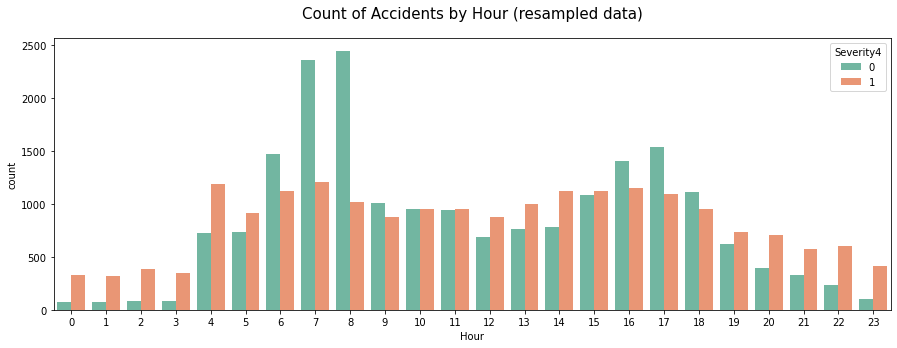 Count of Accidents by Hour (resampled data)
Severity4
0
1
2500
2000
1500
1000
500
0
count
0 1 2 3 4 5 6 7 8 9 10 11 12 13 14 15 16 17 18 19 20 21 22 23
Hour